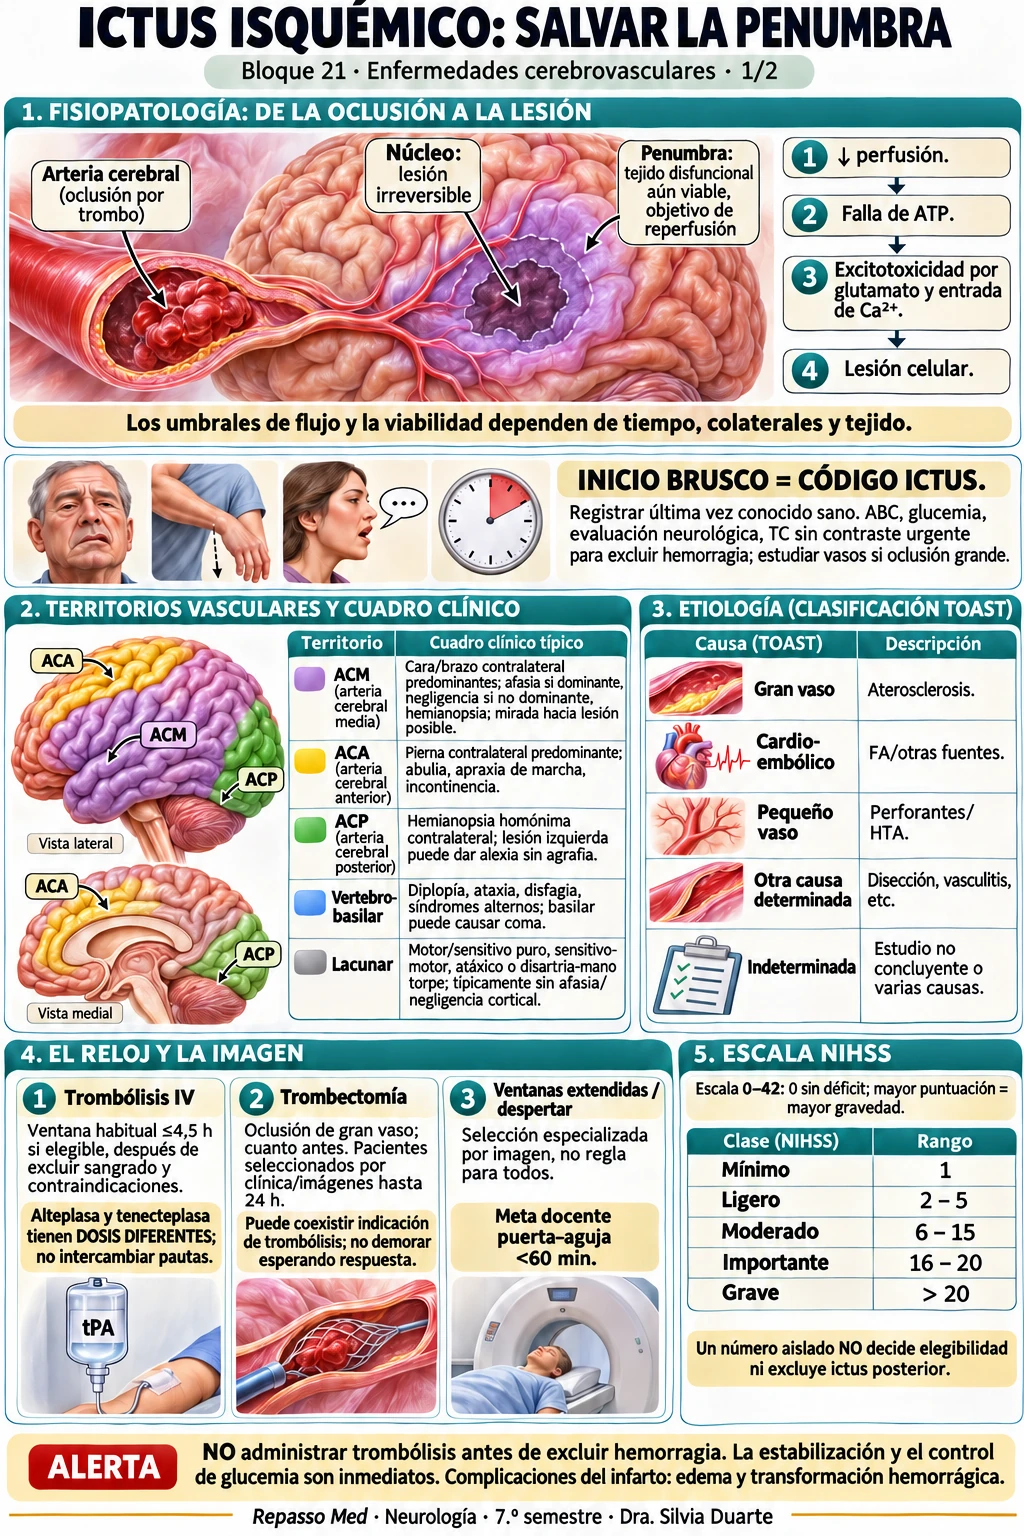 ICTUS ISQUÉMICO: SALVAR LA PENUMBRA
Bloque 21 · Enfermedades cerebrovasculares · 1/2
1. FISIOPATOLOGÍA: DE LA OCLUSIÓN A LA LESIÓN
Arteria cerebral
(oclusión por
trombo)
Núcleo:
lesión
irreversible
Penumbra:
tejido disfuncional
aún viable,
objetivo de
reperfusión
1 ↓ perfusión.
2 Falla de ATP.
3 Excitotoxicidad por
glutamato y entrada
de Ca²⁺.
4 Lesión celular.
Los umbrales de flujo y la viabilidad dependen de tiempo, colaterales y tejido.
INICIO BRUSCO = CÓDIGO ICTUS.
Registrar última vez conocido sano. ABC, glucemia,
evaluación neurológica, TC sin contraste urgente
para excluir hemorragia; estudiar vasos si oclusión grande.
2. TERRITORIOS VASCULARES Y CUADRO CLÍNICO
ACA
ACM
ACP
Vista lateral
ACA
ACP
Vista medial
Territorio
Cuadro clínico típico
ACM
(arteria
cerebral
media)
Cara/brazo contralateral
predominantes; afasia si dominante,
negligencia si no dominante,
hemianopsia; mirada hacia lesión
posible.
ACA
(arteria
cerebral
anterior)
Pierna contralateral predominante;
abulia, apraxia de marcha,
incontinencia.
ACP
(arteria
cerebral
posterior)
Hemianopsia homónima
contralateral; lesión izquierda
puede dar alexia sin agrafia.
Vertebro-
basilar
Diplopía, ataxia, disfagia,
síndromes alternos; basilar
puede causar coma.
Lacunar
Motor/sensitivo puro, sensitivo-
motor, atáxico o disartria-mano
torpe; típicamente sin afasia/
negligencia cortical.
3. ETIOLOGÍA (CLASIFICACIÓN TOAST)
Causa (TOAST)
Descripción
Gran vaso
Aterosclerosis.
Cardio-
embólico
FA/otras fuentes.
Pequeño
vaso
Perforantes/
HTA.
Otra causa
determinada
Disección, vasculitis,
etc.
Indeterminada
Estudio no
concluyente o
varias causas.
4. EL RELOJ Y LA IMAGEN
1 Trombólisis IV
Ventana habitual ≤4,5 h
si elegible, después de
excluir sangrado y
contraindicaciones.
Alteplasa y tenecteplasa
tienen DOSIS DIFERENTES;
no intercambiar pautas.
tPA
2 Trombectomía
Oclusión de gran vaso;
cuanto antes. Pacientes
seleccionados por
clínica/imágenes hasta
24 h.
Puede coexistir indicación
de trombólisis; no demorar
esperando respuesta.
3 Ventanas extendidas /
despertar
Selección especializada
por imagen, no regla
para todos.
Meta docente
puerta-aguja
<60 min.
5. ESCALA NIHSS
Escala 0–42: 0 sin déficit; mayor puntuación =
mayor gravedad.
Clase (NIHSS)
Rango
Mínimo
1
Ligero
2 – 5
Moderado
6 – 15
Importante
16 – 20
Grave
> 20
Un número aislado NO decide elegibilidad
ni excluye ictus posterior.
ALERTA
NO administrar trombólisis antes de excluir hemorragia. La estabilización y el control
de glucemia son inmediatos. Complicaciones del infarto: edema y transformación hemorrágica.
Repasso Med · Neurología · 7.º semestre · Dra. Silvia Duarte